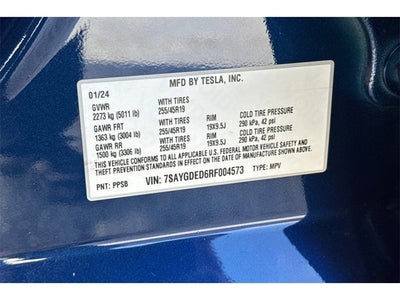 MFD BY TESLA, INC.
01/24
GVWR WITH TIRES
2273 kg (5011 lb) 255/45R19
GAWR FRT WITH TIRES RIM COLD TIRE PRESSURE
1363 kg (3004 lb) 255/45R19 19X9.5J 290 kPa, 42 psi
GAWR RR WITH TIRES RIM COLD TIRE PRESSURE
1500 kg (3306 lb) 255/45R19 19X9.5J 290 kPa, 42 psi
THIS VEHICLE CONFORMS TO ALL APPLICABLE U.S. FEDERAL MOTOR VEHICLE SAFETY
AND THEFT PREVENTION STANDARDS IN EFFECT ON THE DATE OF MANUFACTURE SHOWN ABOVE.
PNT: PPSB VIN: 7SAYGDED6RF004573 TYPE: MPV